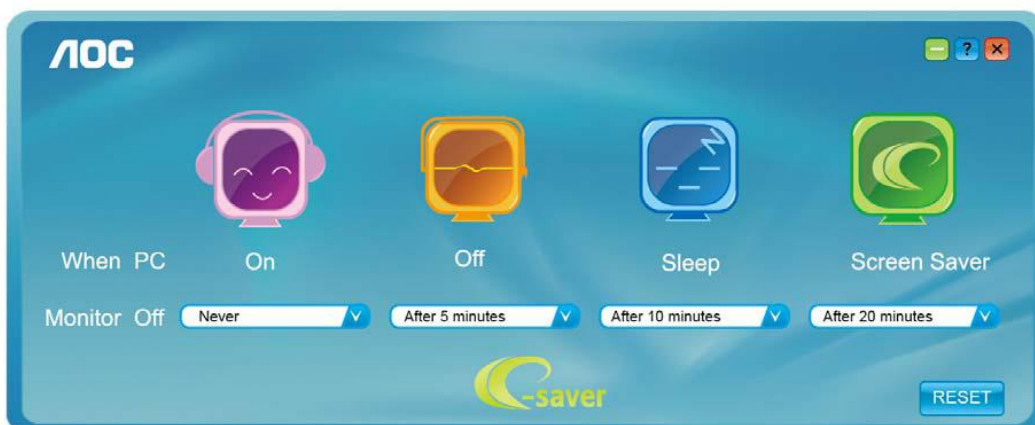 AOC
?
When PC On Off Sleep Screen Saver
Monitor Off Never After 5 minutes After 10 minutes After 20 minutes
e-saver
RESET